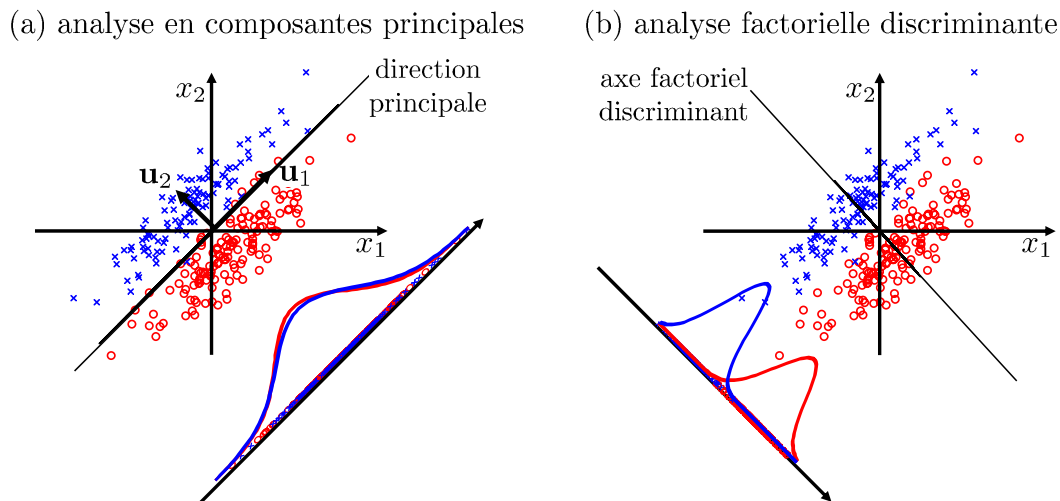 (a) analyse en composantes principales
direction
principale
x₂
u₂
u₁
x₁
(b) analyse factorielle discriminante
axe factoriel
discriminant
x₂
x₁